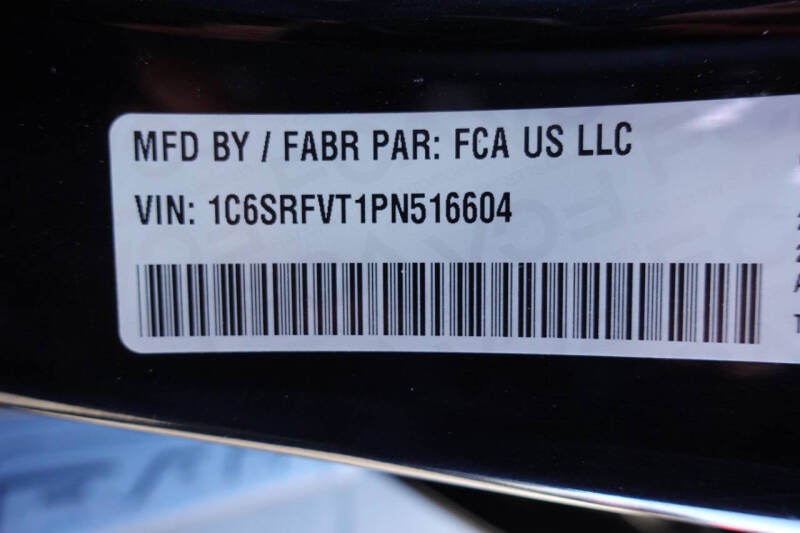 MFD BY / FABR PAR: FCA US LLC
VIN: 1C6SRFVT1PN516604